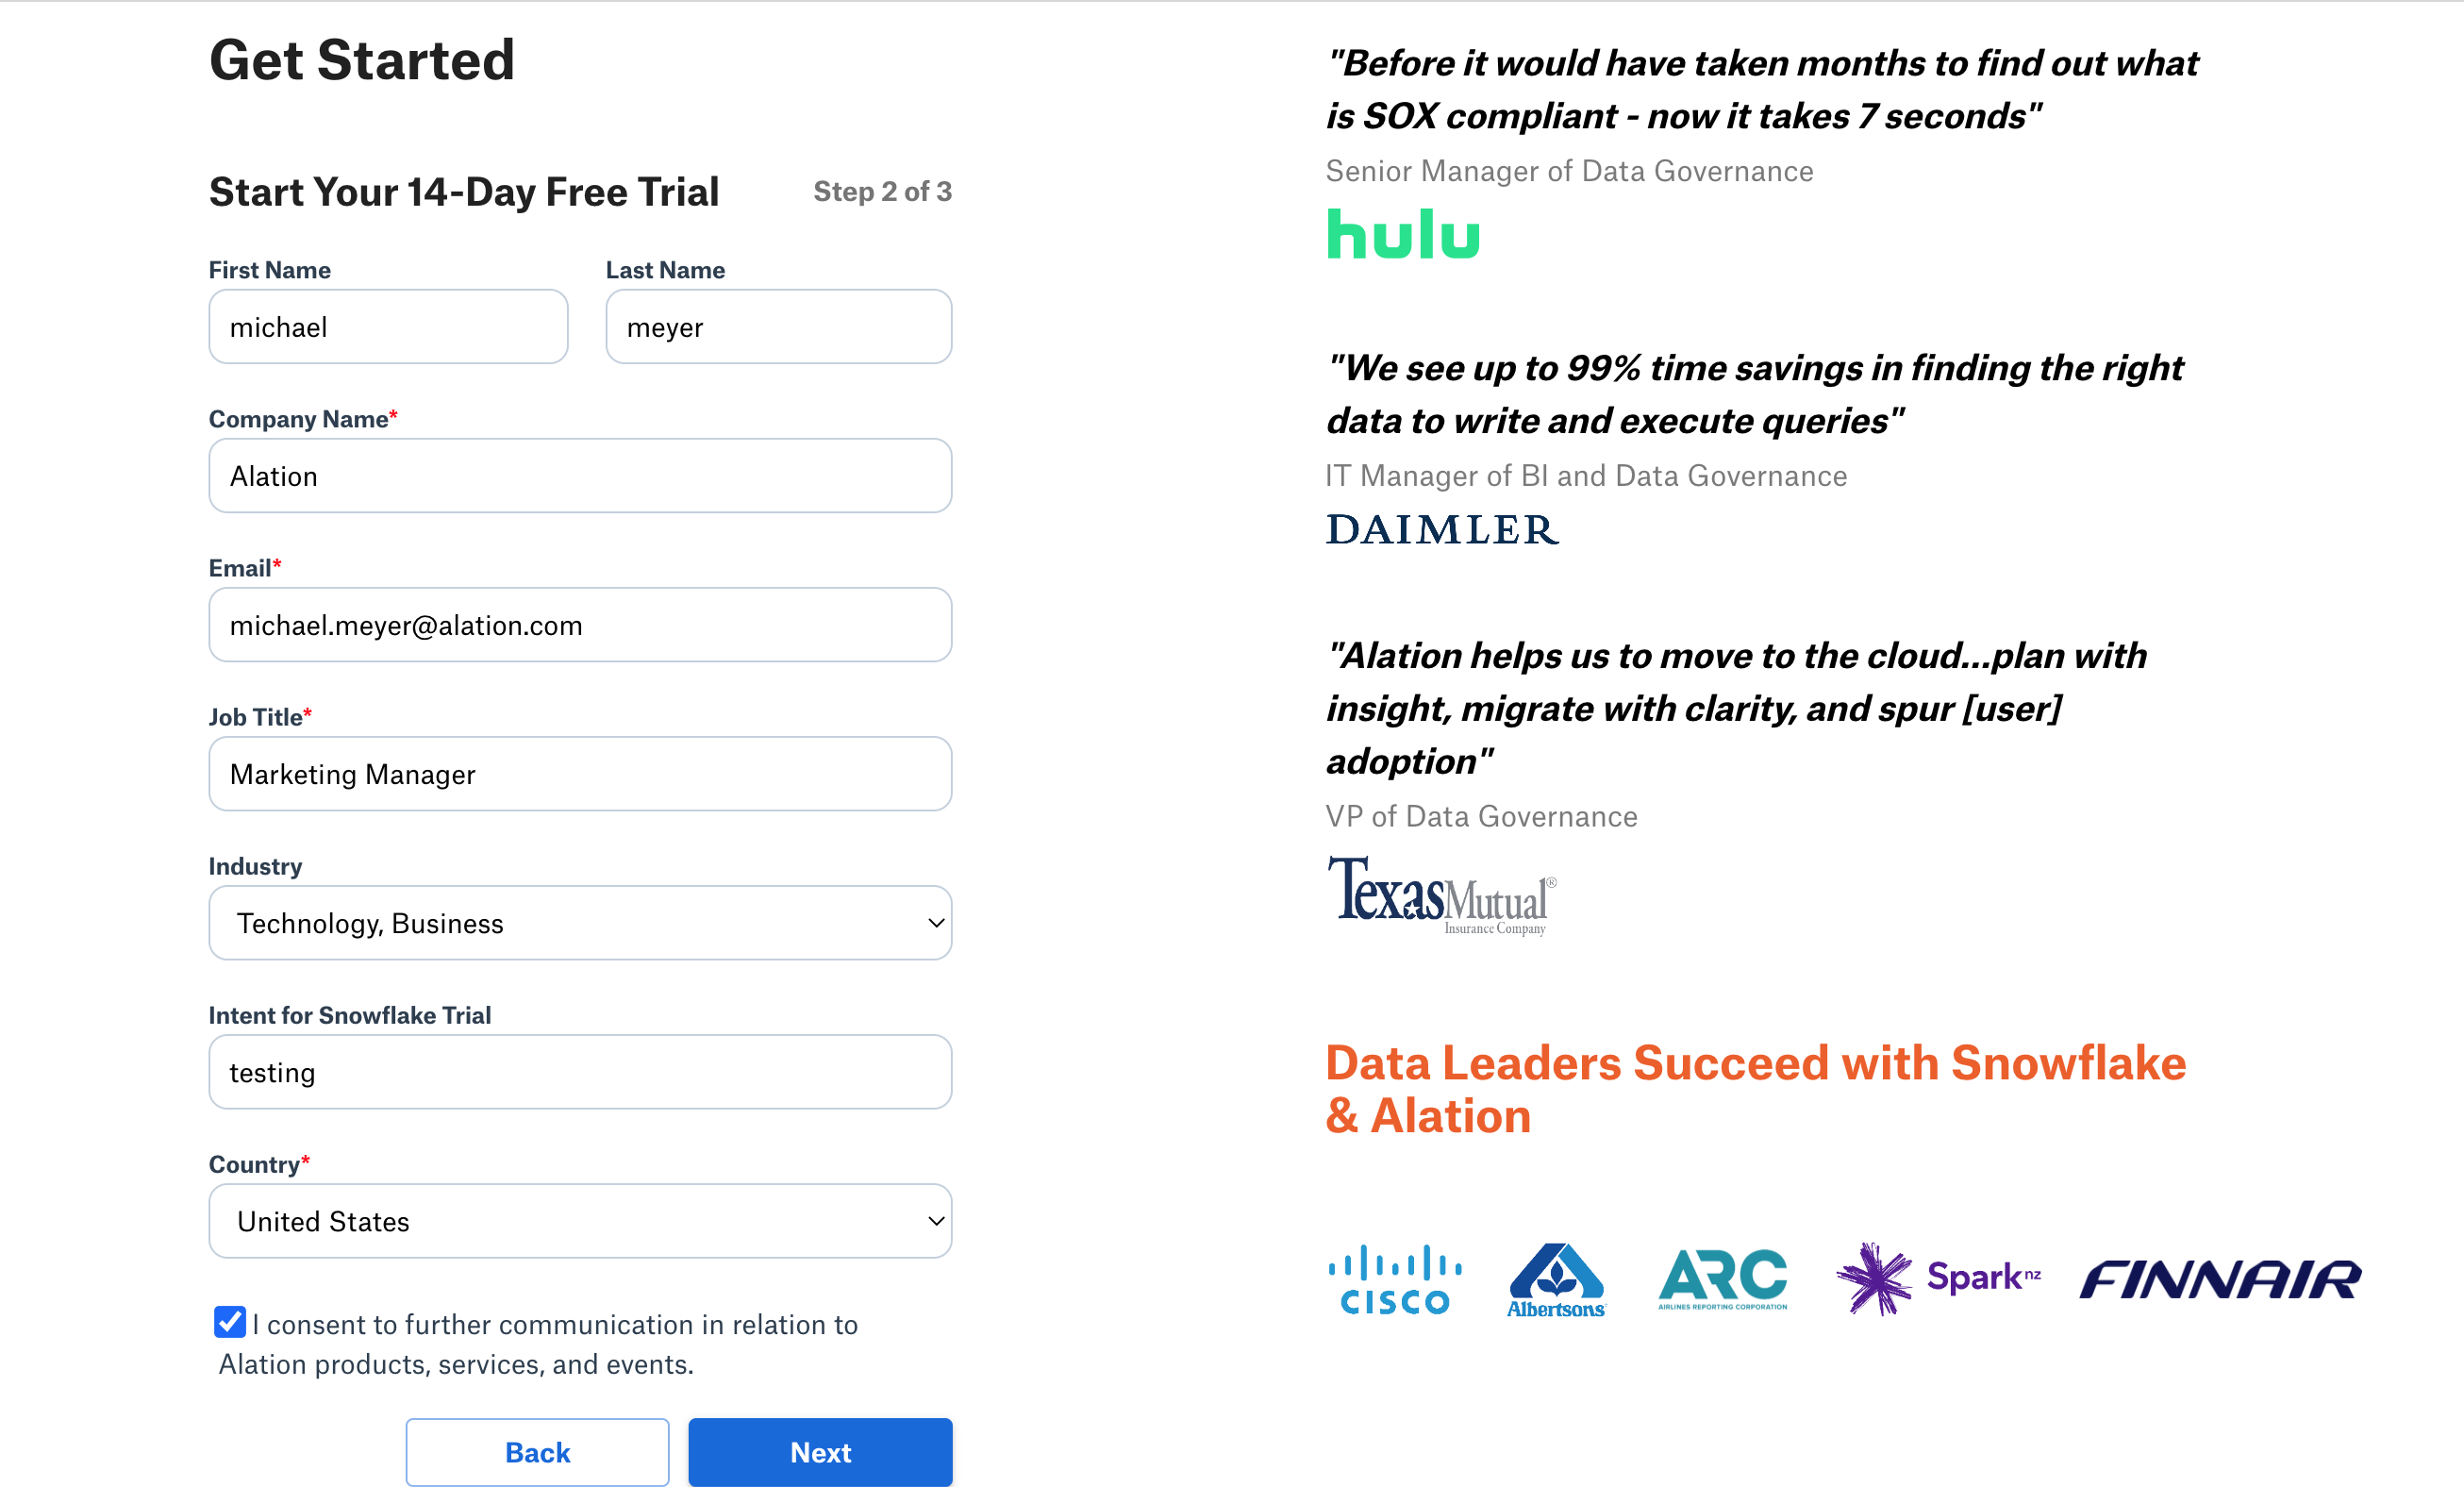 Get Started
Start Your 14-Day Free Trial
Step 2 of 3
First Name
Last Name
michael
meyer
Company Name*
Alation
Email*
michael.meyer@alation.com
Job Title*
Marketing Manager
Industry
Technology, Business
Intent for Snowflake Trial
testing
Country*
United States
I consent to further communication in relation to
Alation products, services, and events.
Back
Next
"Before it would have taken months to find out what
is SOX compliant - now it takes 7 seconds"
Senior Manager of Data Governance
hulu
"We see up to 99% time savings in finding the right
data to write and execute queries"
IT Manager of BI and Data Governance
DAIMLER
"Alation helps us to move to the cloud...plan with
insight, migrate with clarity, and spur [user]
adoption"
VP of Data Governance
TexasMutual®
Insurance Company
Data Leaders Succeed with Snowflake
& Alation
CISCO
Albertsons
ARC
AIRLINES REPORTING CORPORATION
Spark nz
FINNAIR